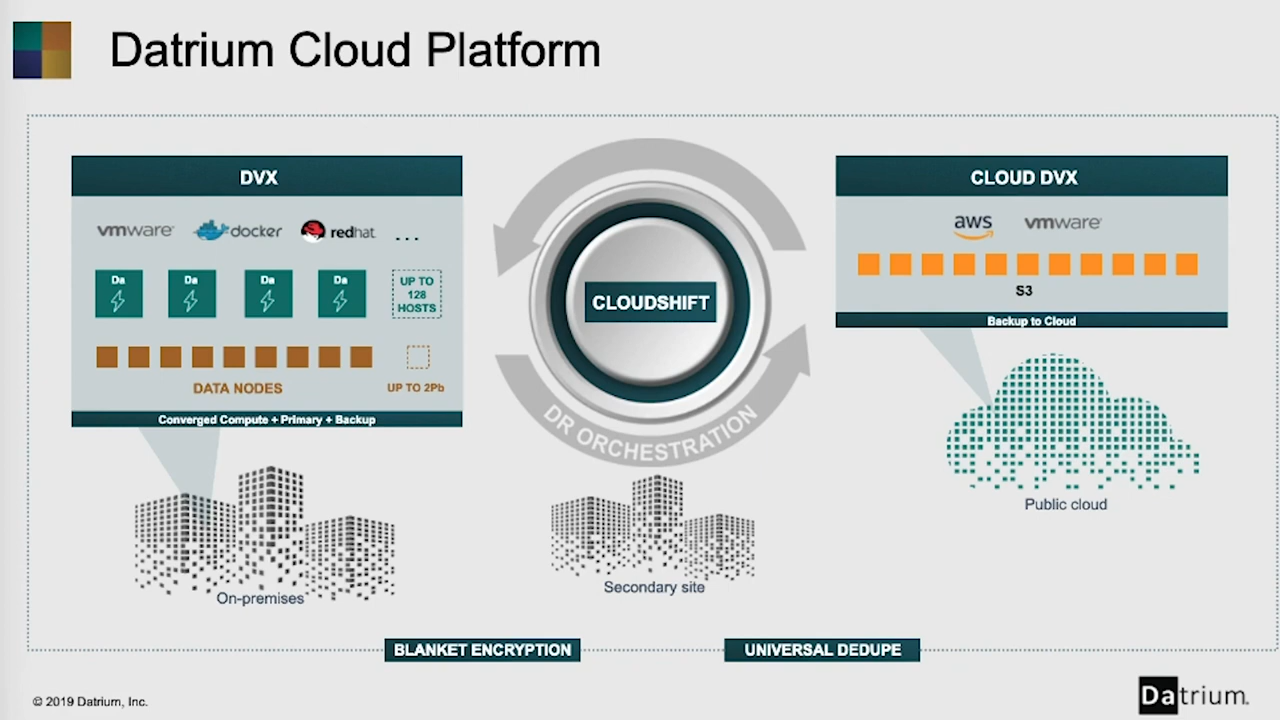 Datrium Cloud Platform
DVX
vmware
docker
redhat
...
Da
Da
Da
Da
UP TO
128
HOSTS
DATA NODES
UP TO 2Pb
Converged Compute + Primary + Backup
On-premises
CLOUDSHIFT
DR ORCHESTRATION
Secondary site
CLOUD DVX
aws
vmware
S3
Backup to Cloud
Public cloud
BLANKET ENCRYPTION
UNIVERSAL DEDUPE
© 2019 Datrium, Inc.
Datrium